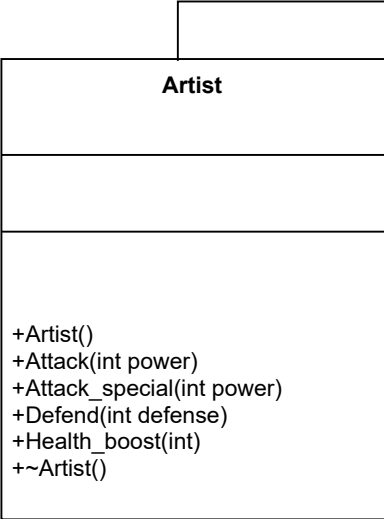 Artist
+Artist()
+Attack(int power)
+Attack_special(int power)
+Defend(int defense)
+Health_boost(int)
+~Artist()